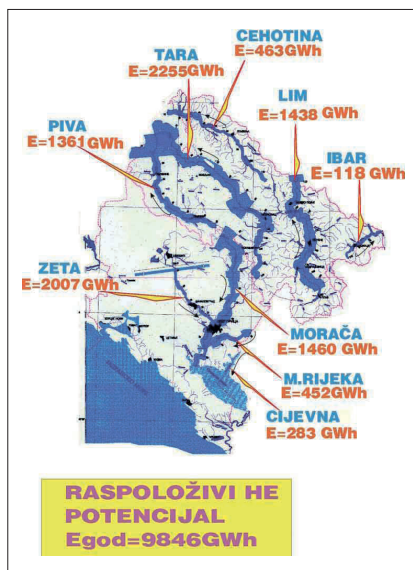 CEHOTINA
E=463GWh
TARA
E=2255GWh
LIM
E=1438 GWh
PIVA
E=1361GWh
IBAR
E=118 GWh
ZETA
E=2007GWh
MORAČA
E=1460 GWh
M.RIJEKA
E=452GWh
CIJEVNA
E=283 GWh
RASPOLOŽIVI HE
POTENCIJAL
Egod=9846GWh